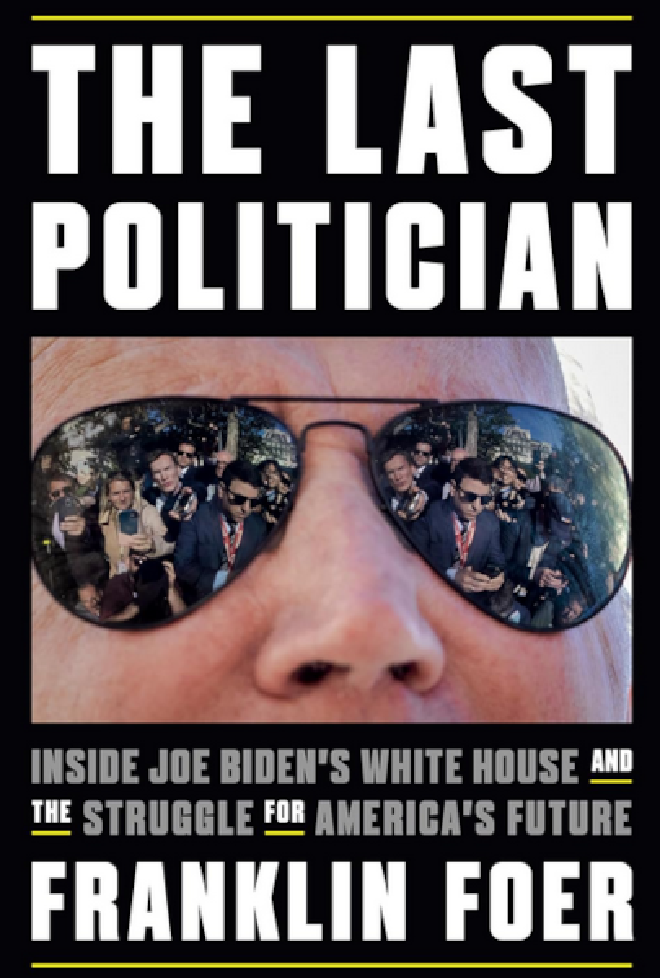 THE LAST
POLITICIAN
INSIDE JOE BIDEN'S WHITE HOUSE AND
THE STRUGGLE FOR AMERICA'S FUTURE
FRANKLIN FOER